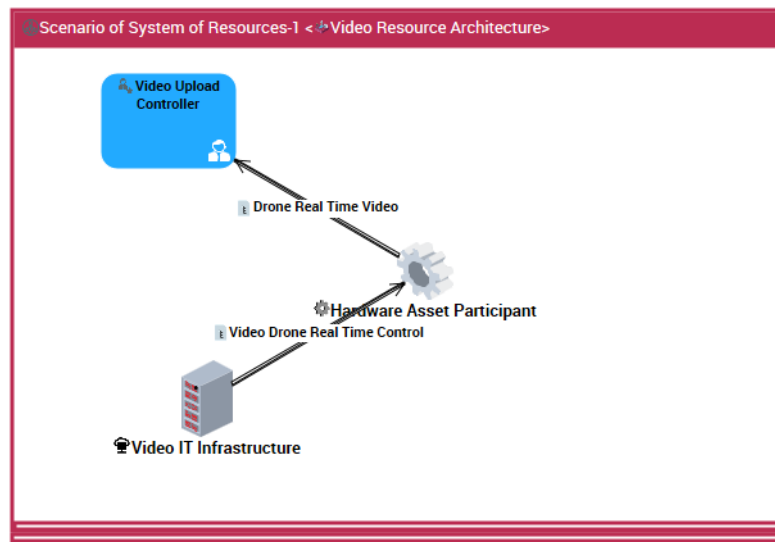 Scenario of System of Resources-1 <Video Resource Architecture>
Video Upload
Controller
Drone Real Time Video
Hardware Asset Participant
Video Drone Real Time Control
Video IT Infrastructure